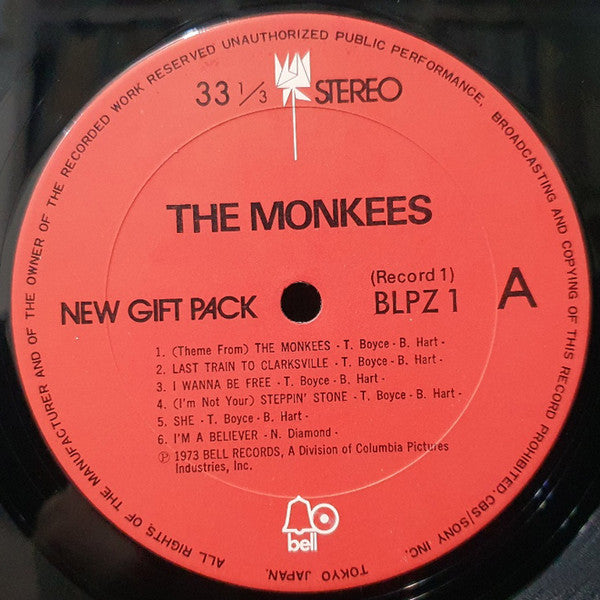 ALL RIGHTS OF THE MANUFACTURER AND OF THE OWNER OF THE RECORDED WORK RESERVED UNAUTHORIZED PUBLIC PERFORMANCE, BROADCASTING AND COPYING OF THIS RECORD PROHIBITED. CBS/SONY INC. TOKYO JAPAN.
33 1/3 STEREO
THE MONKEES
NEW GIFT PACK
(Record 1)
BLPZ 1
A
1. (Theme From) THE MONKEES - T. Boyce - B. Hart -
2. LAST TRAIN TO CLARKSVILLE - T. Boyce - B. Hart -
3. I WANNA BE FREE - T. Boyce - B. Hart -
4. (I'm Not Your) STEPPIN' STONE - T. Boyce - B. Hart -
5. SHE - T. Boyce - B. Hart -
6. I'M A BELIEVER - N. Diamond -
Ⓟ 1973 BELL RECORDS, A Division of Columbia Pictures
Industries, Inc.
bell